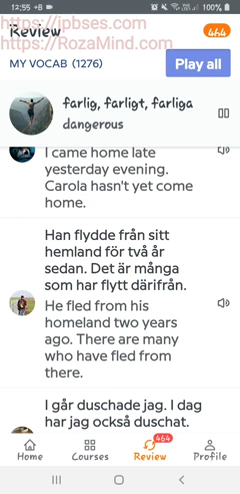 12:55
100%
https://jpbses.com
Review
464
https://RozaMind.com
MY VOCAB (1276)
Play all
farlig, farligt, farliga
dangerous
I came home late
yesterday evening.
Carola hasn't yet come
home.
Han flydde från sitt
hemland för två år
sedan. Det är många
som har flytt därifrån.
He fled from his
homeland two years
ago. There are many
who have fled from
there.
I går duschade jag. I dag
har jag också duschat.
464
Home
Courses
Review
Profile